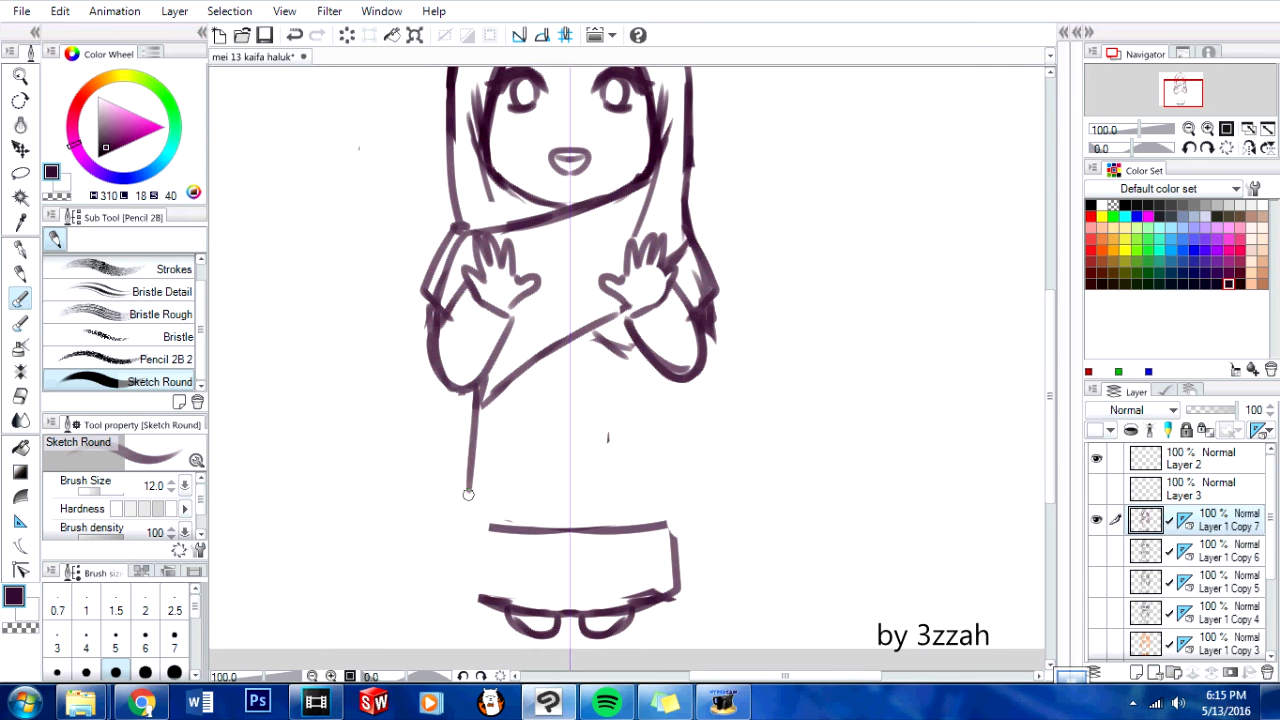 File Edit Animation Layer Selection View Filter Window Help
mei 13 kaifa haluk*
Color Wheel
310 18 40
Sub Tool [Pencil 2B]
Strokes
Bristle Detail
Bristle Rough
Bristle
Pencil 2B 2
Sketch Round
Tool property [Sketch Round]
Sketch Round
Brush Size 12.0
Hardness
Brush density 100
Brush size
0.7 1 1.5 2 2.5
3 4 5 6 7
100.0 0.0
by 3zzah
Navigator
100.0
0.0
Color Set
Default color set
Layer
Normal 100
100 % Normal
Layer 2
100 % Normal
Layer 3
100 % Normal
Layer 1 Copy 7
100 % Normal
Layer 1 Copy 6
100 % Normal
Layer 1 Copy 5
100 % Normal
Layer 1 Copy 4
100 % Normal
Layer 1 Copy 3
W Ps SW
6:15 PM
5/13/2016